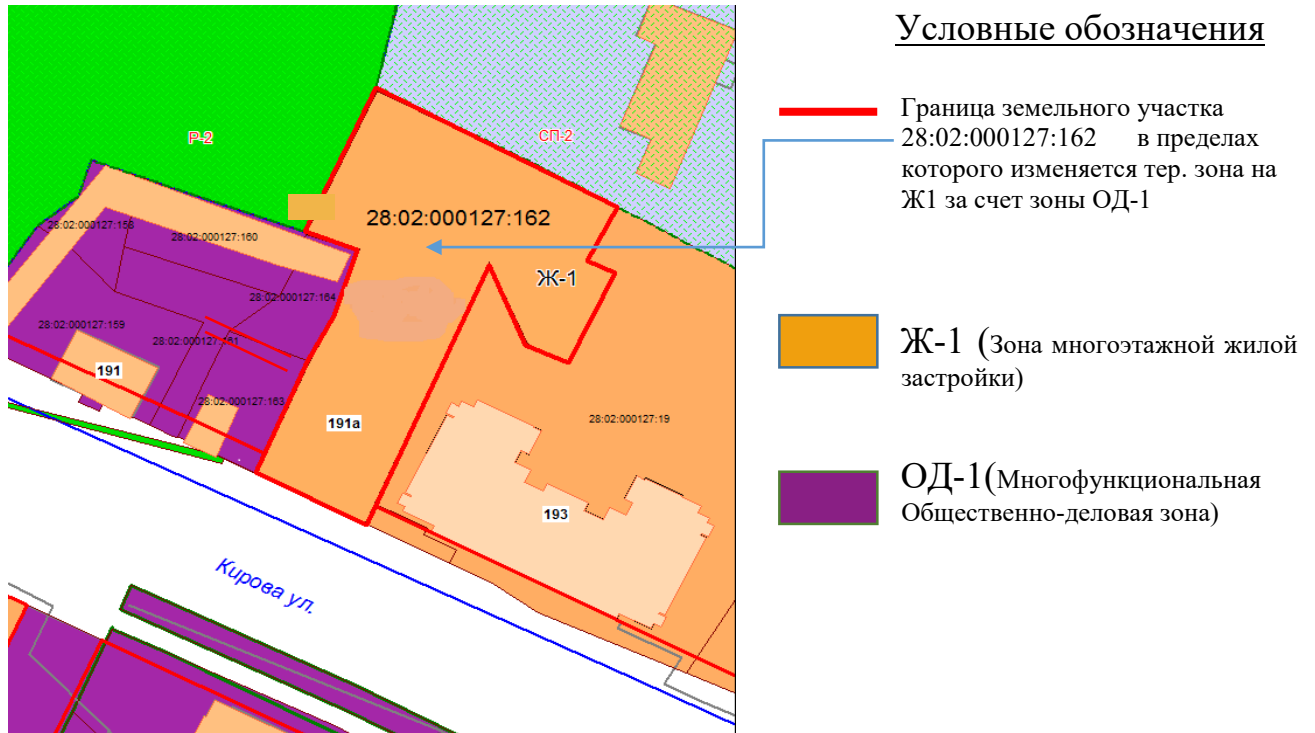 Условные обозначения
Граница земельного участка
28:02:000127:162 в пределах
которого изменяется тер. зона на
Ж1 за счет зоны ОД-1
Ж-1 (Зона многоэтажной жилой
застройки)
ОД-1(Многофункциональная
Общественно-деловая зона)
Р-2
СП-2
28:02:000127:162
28:02:000127:158
28:02:000127:160
Ж-1
28:02:000127:164
28:02:000127:159
28:02:000127:161
191
28:02:000127:163
191а
28:02:000127:19
193
Кирова ул.